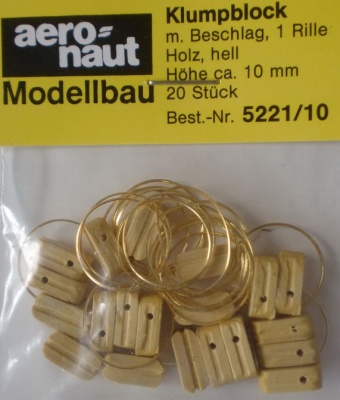 aero=
naut
Modellbau
Klumpblock
m. Beschlag, 1 Rille
Holz, hell
Höhe ca. 10 mm
20 Stück
Best.-Nr. 5221/10